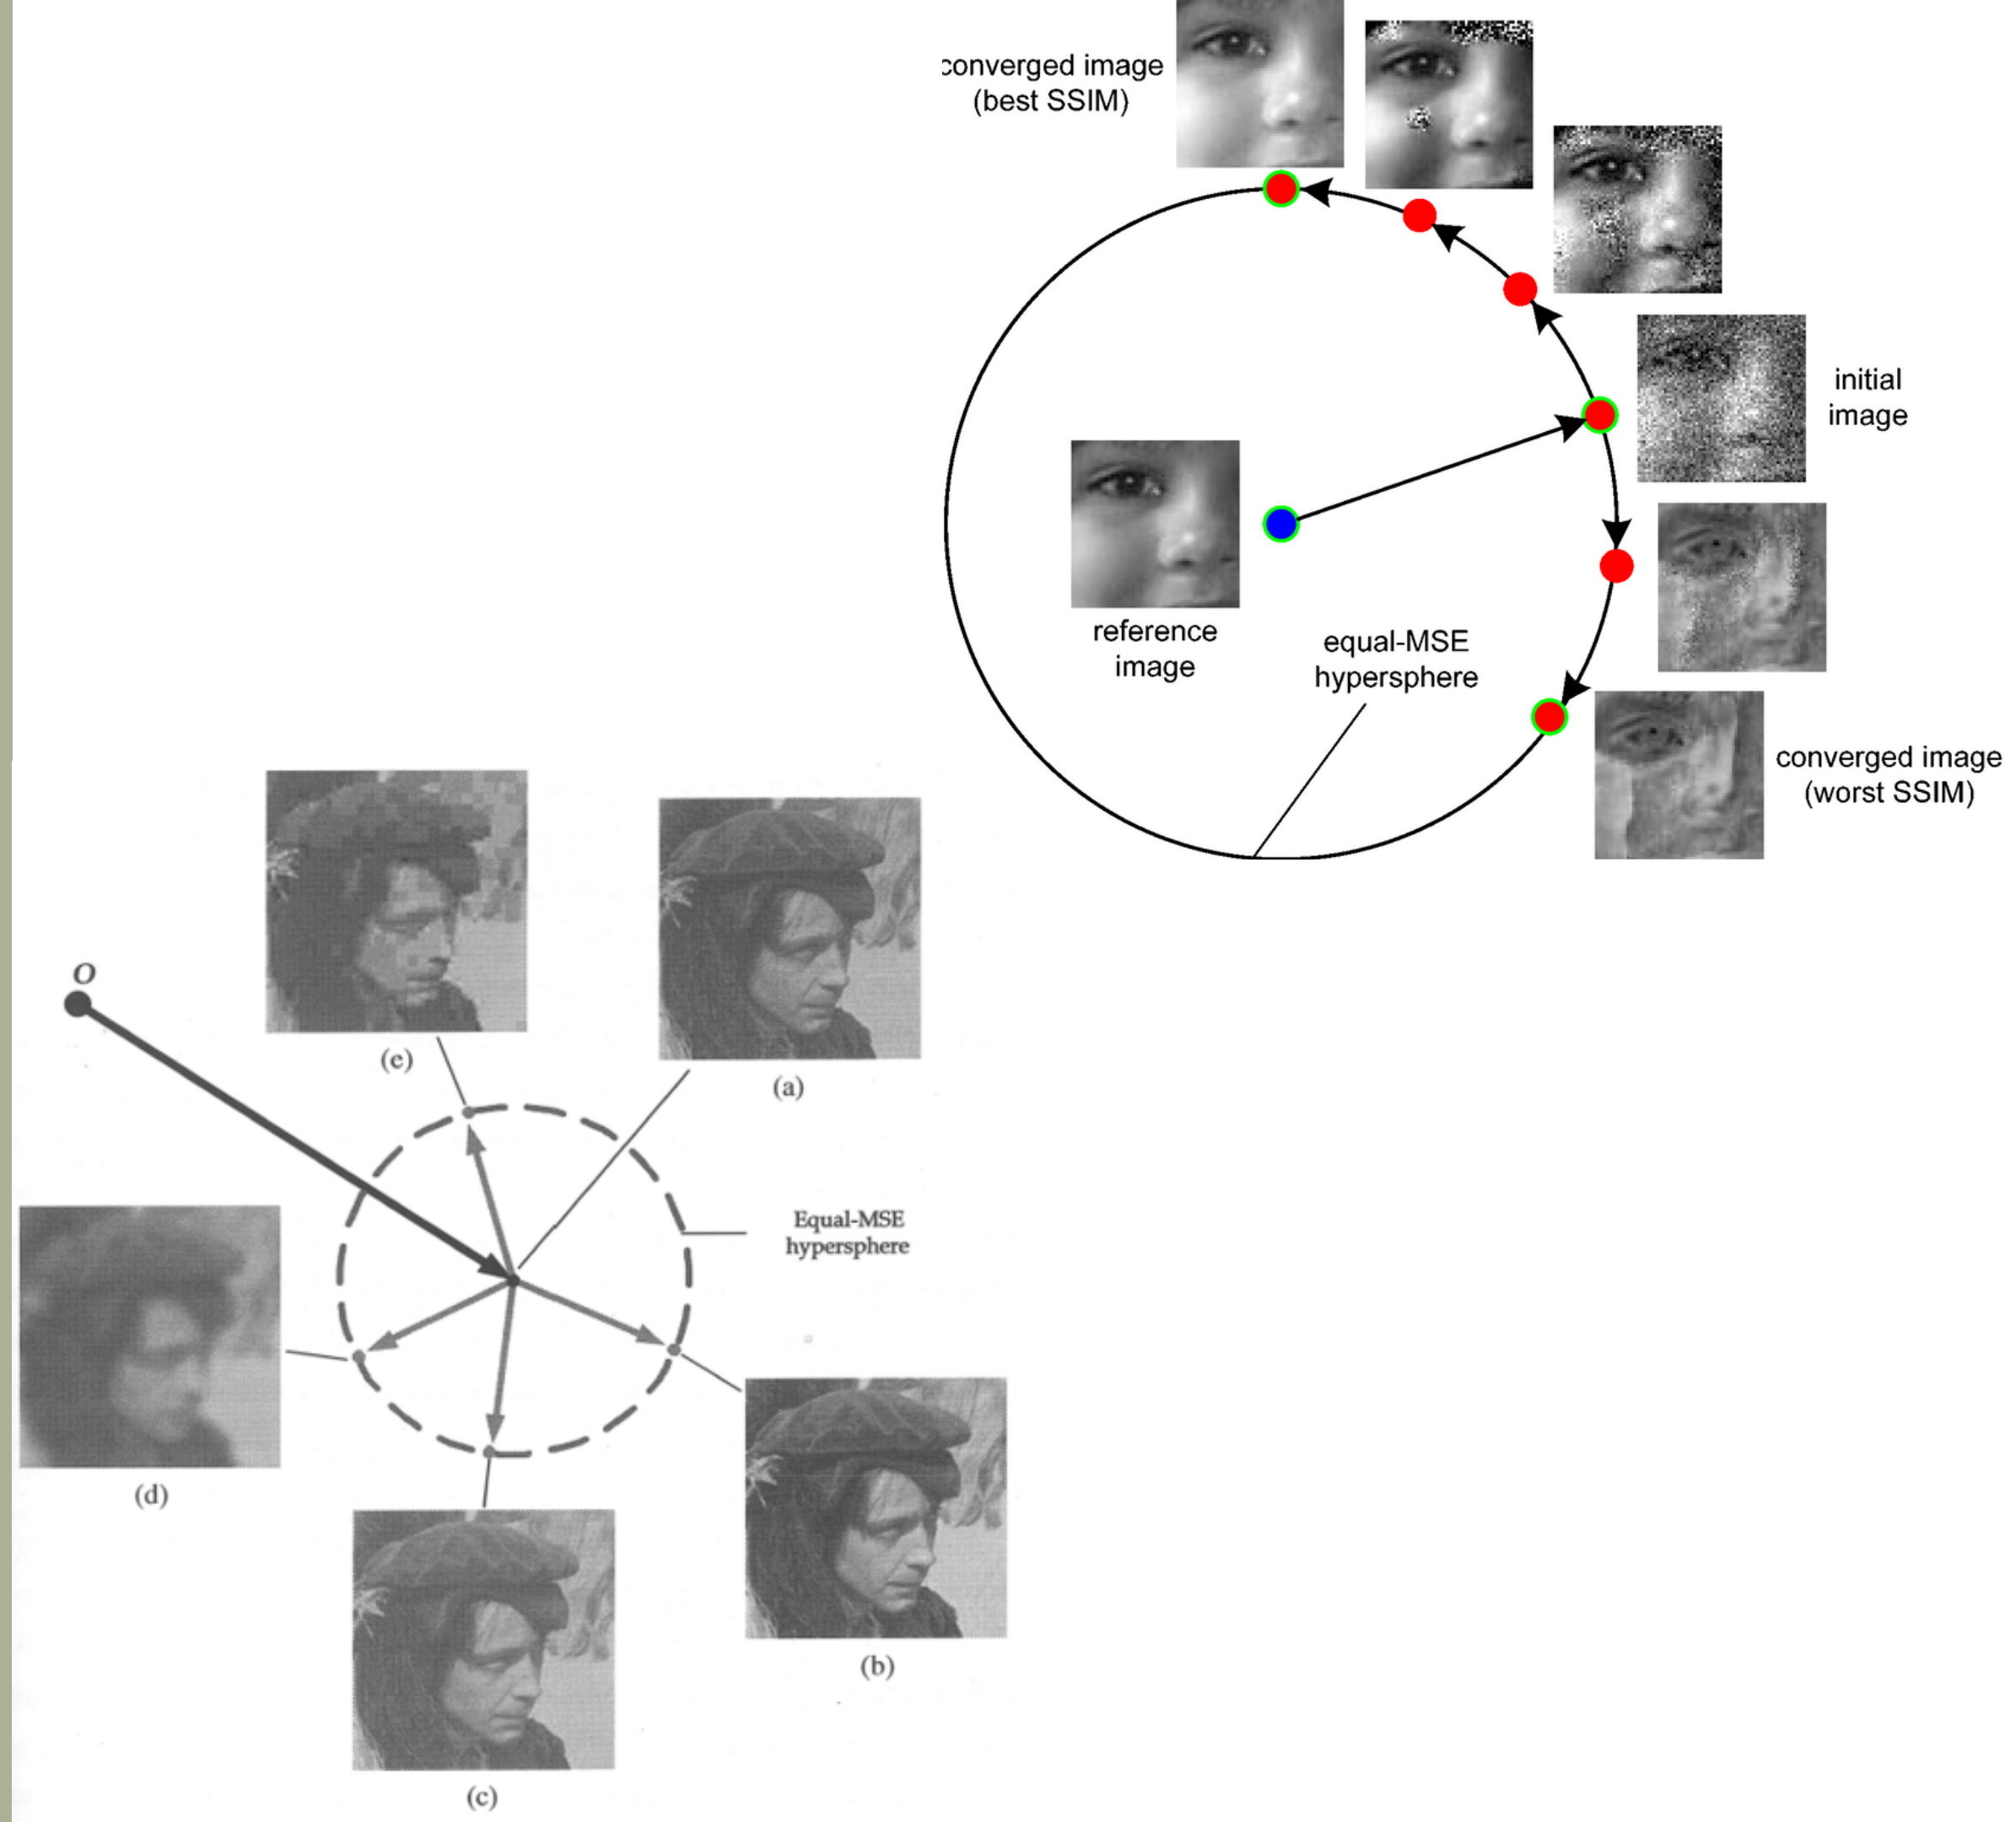 converged image
(best SSIM)
initial
image
reference
image
equal-MSE
hypersphere
converged image
(worst SSIM)
O
(e)
(a)
Equal-MSE
hypersphere
(d)
(b)
(c)